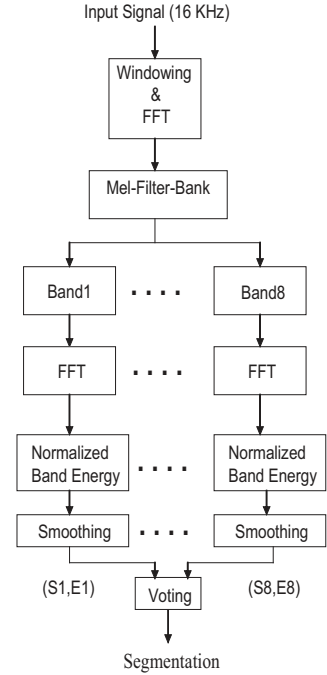 Input Signal (16 KHz)
Windowing
&
FFT
Mel-Filter-Bank
Band1
. . . .
Band8
FFT
. . . .
FFT
Normalized
Band Energy
. . . .
Normalized
Band Energy
Smoothing
. . . .
Smoothing
(S1,E1)
Voting
(S8,E8)
Segmentation